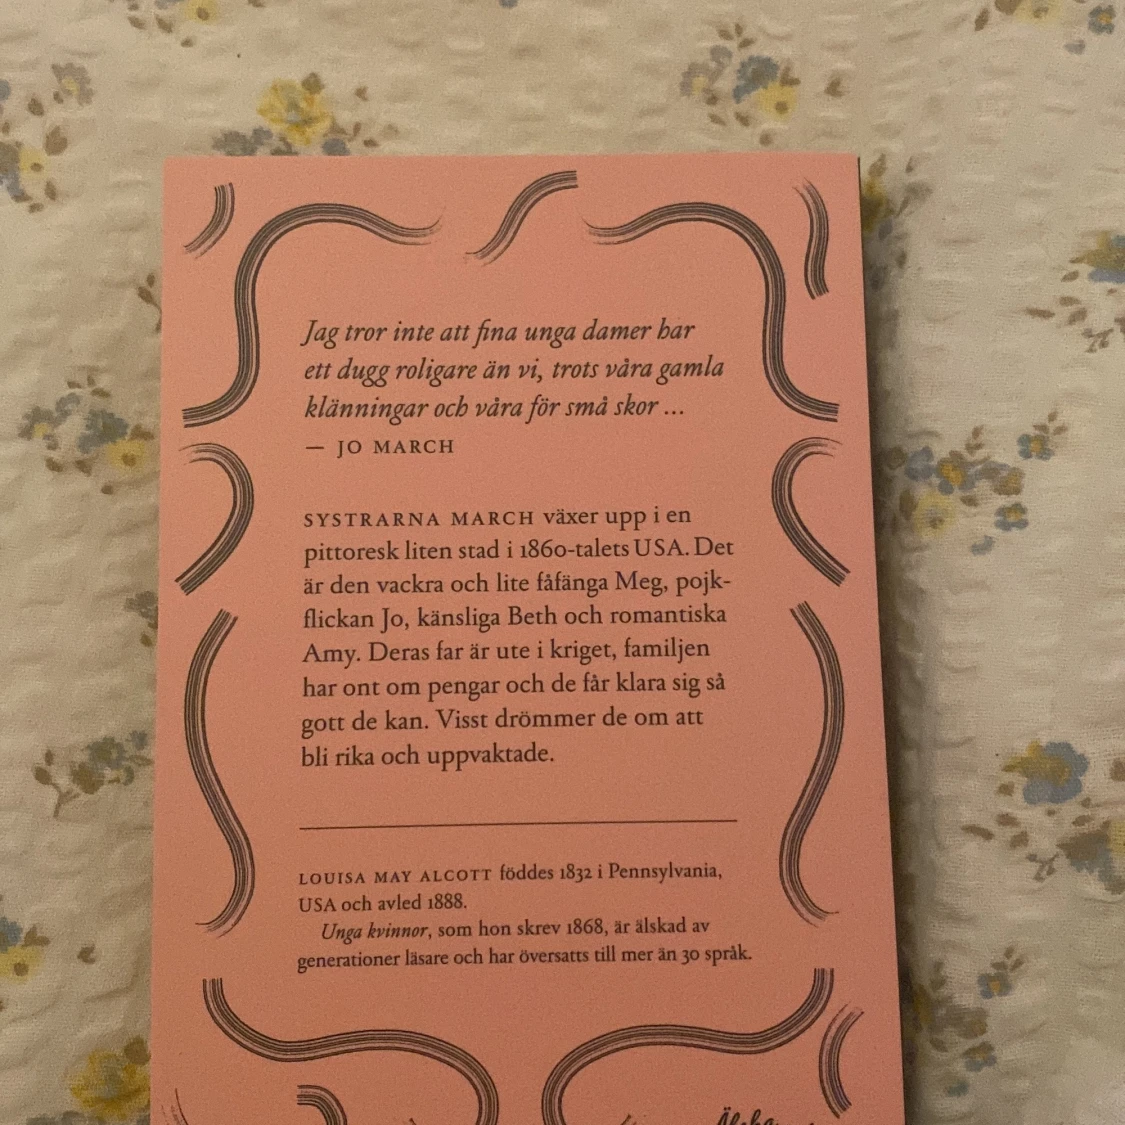 Jag tror inte att fina unga damer har
ett dugg roligare än vi, trots våra gamla
klänningar och våra för små skor ...
— JO MARCH
SYSTRARNA MARCH växer upp i en
pittoresk liten stad i 1860-talets USA. Det
är den vackra och lite fåfänga Meg, pojk-
flickan Jo, känsliga Beth och romantiska
Amy. Deras far är ute i kriget, familjen
har ont om pengar och de får klara sig så
gott de kan. Visst drömmer de om att
bli rika och uppvaktade.
LOUISA MAY ALCOTT föddes 1832 i Pennsylvania,
USA och avled 1888.
Unga kvinnor, som hon skrev 1868, är älskad av
generationer läsare och har översatts till mer än 30 språk.